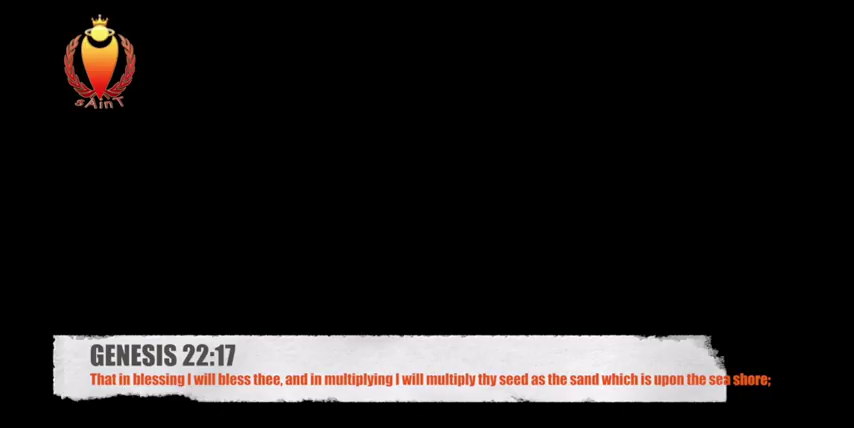 sAinT
GENESIS 22:17
That in blessing I will bless thee, and in multiplying I will multiply thy seed as the sand which is upon the sea shore;